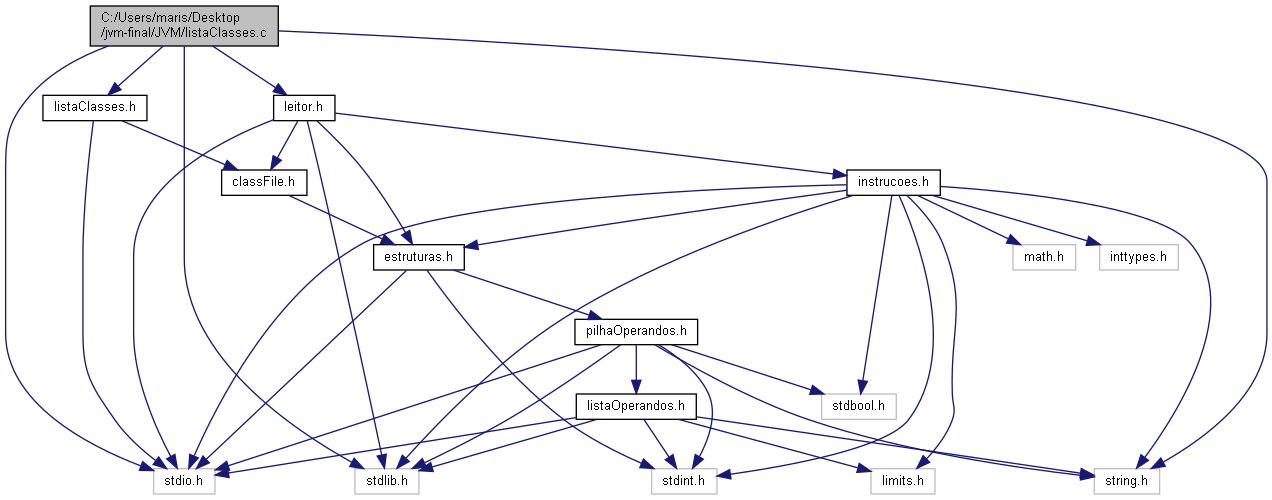 C:/Users/maris/Desktop
/jvm-final/JVM/listaClasses.c
listaClasses.h
leitor.h
classFile.h
instrucoes.h
estruturas.h
math.h
inttypes.h
pilhaOperandos.h
listaOperandos.h
stdbool.h
stdio.h
stdlib.h
stdint.h
limits.h
string.h